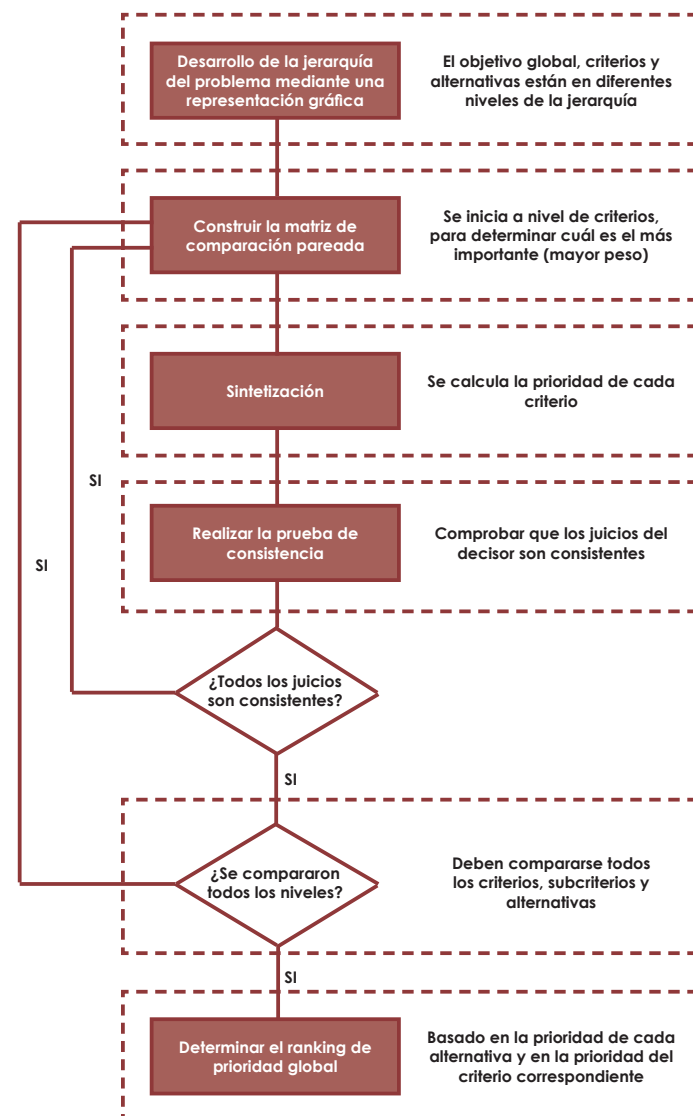 Desarrollo de la jerarquía
del problema mediante una
representación gráfica
El objetivo global, criterios y
alternativas están en diferentes
niveles de la jerarquía
Construir la matriz de
comparación pareada
Se inicia a nivel de criterios,
para determinar cuál es el más
importante (mayor peso)
Sintetización
Se calcula la prioridad de cada
criterio
SI
Realizar la prueba de
consistencia
Comprobar que los juicios del
decisor son consistentes
SI
¿Todos los juicios
son consistentes?
SI
¿Se compararon
todos los niveles?
Deben compararse todos
los criterios, subcriterios y
alternativas
SI
Determinar el ranking de
prioridad global
Basado en la prioridad de cada
alternativa y en la prioridad del
criterio correspondiente